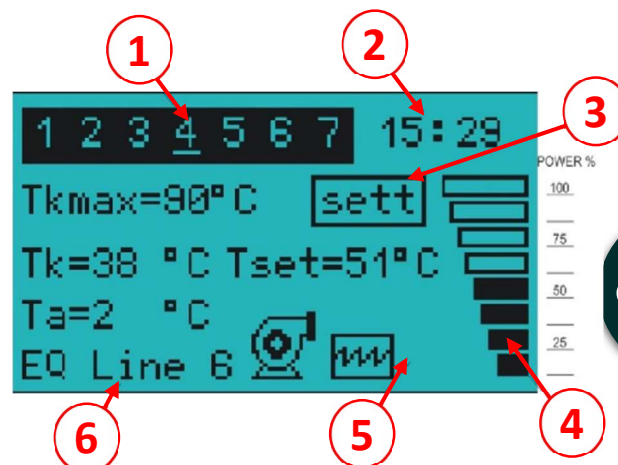 1
2
3
1 2 3 4 5 6 7 15:29
POWER %
Tkmax=90°C sett
100
75
Tk=38 °C Tset=51°C
50
Ta=2 °C
25
EQ Line 6
6
5
4